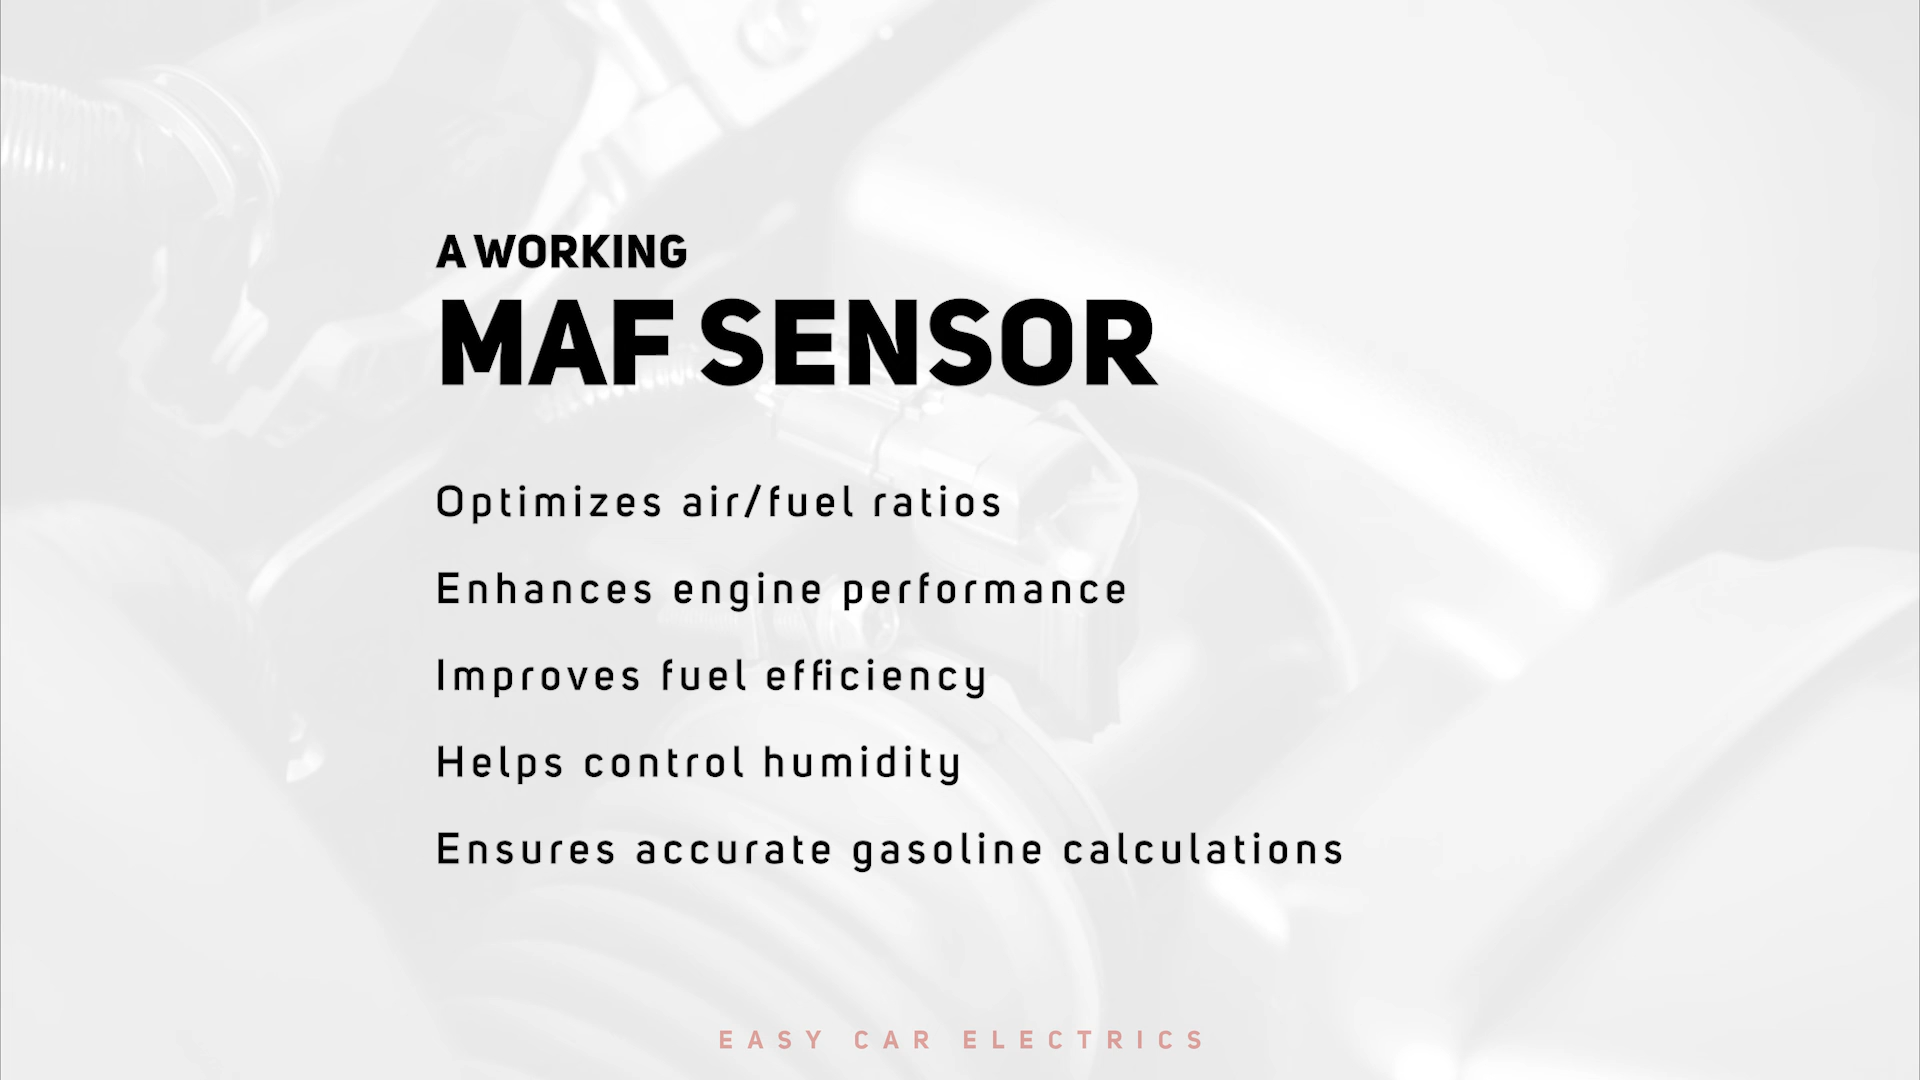 A WORKING
MAF SENSOR
Optimizes air/fuel ratios
Enhances engine performance
Improves fuel efficiency
Helps control humidity
Ensures accurate gasoline calculations
EASY CAR ELECTRICS